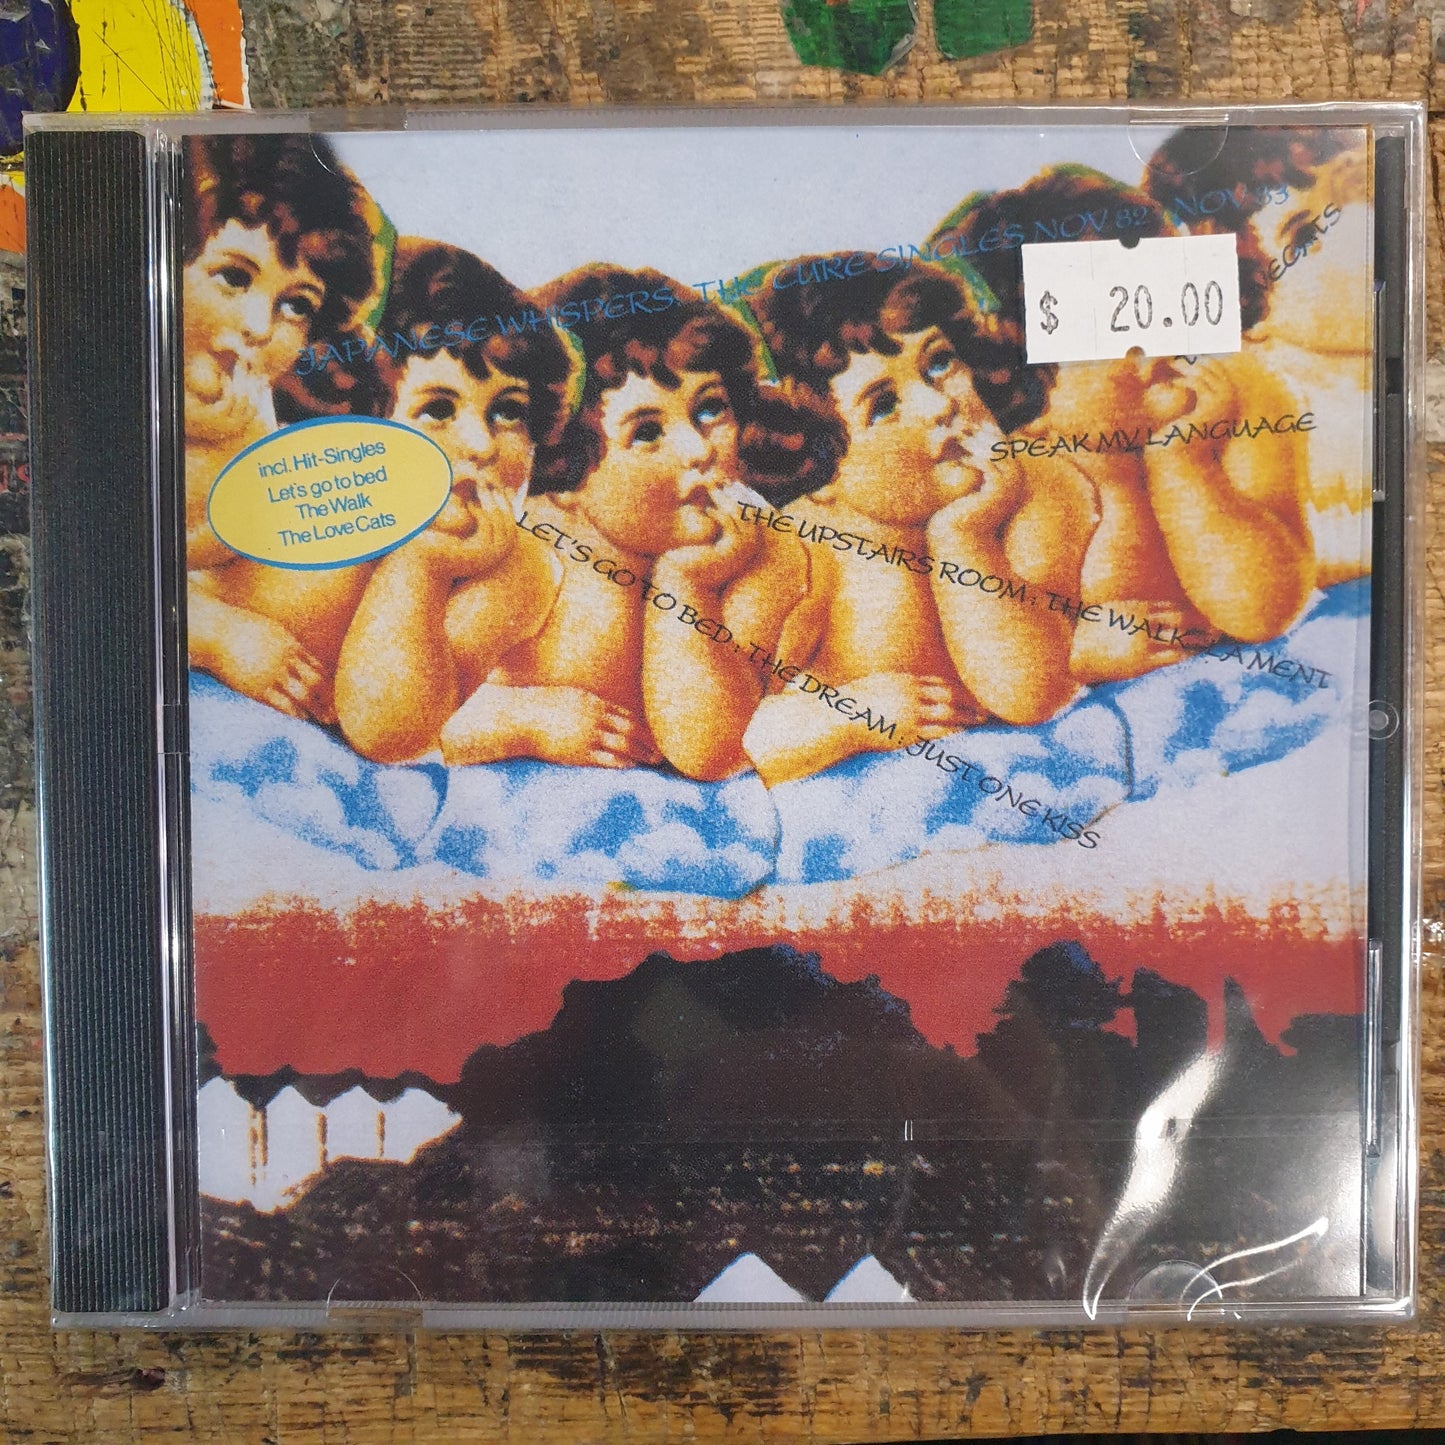 JAPANESE WHISPERS: THE CURE SINGLES NOV 82 : NOV 83
$ 20.00
SPEAK MY LANGUAGE
incl. Hit-Singles
Let's go to bed
The Walk
The Love Cats
THE UPSTAIRS ROOM : THE WALK : LA MENT
LET'S GO TO BED : THE DREAM : JUST ONE KISS